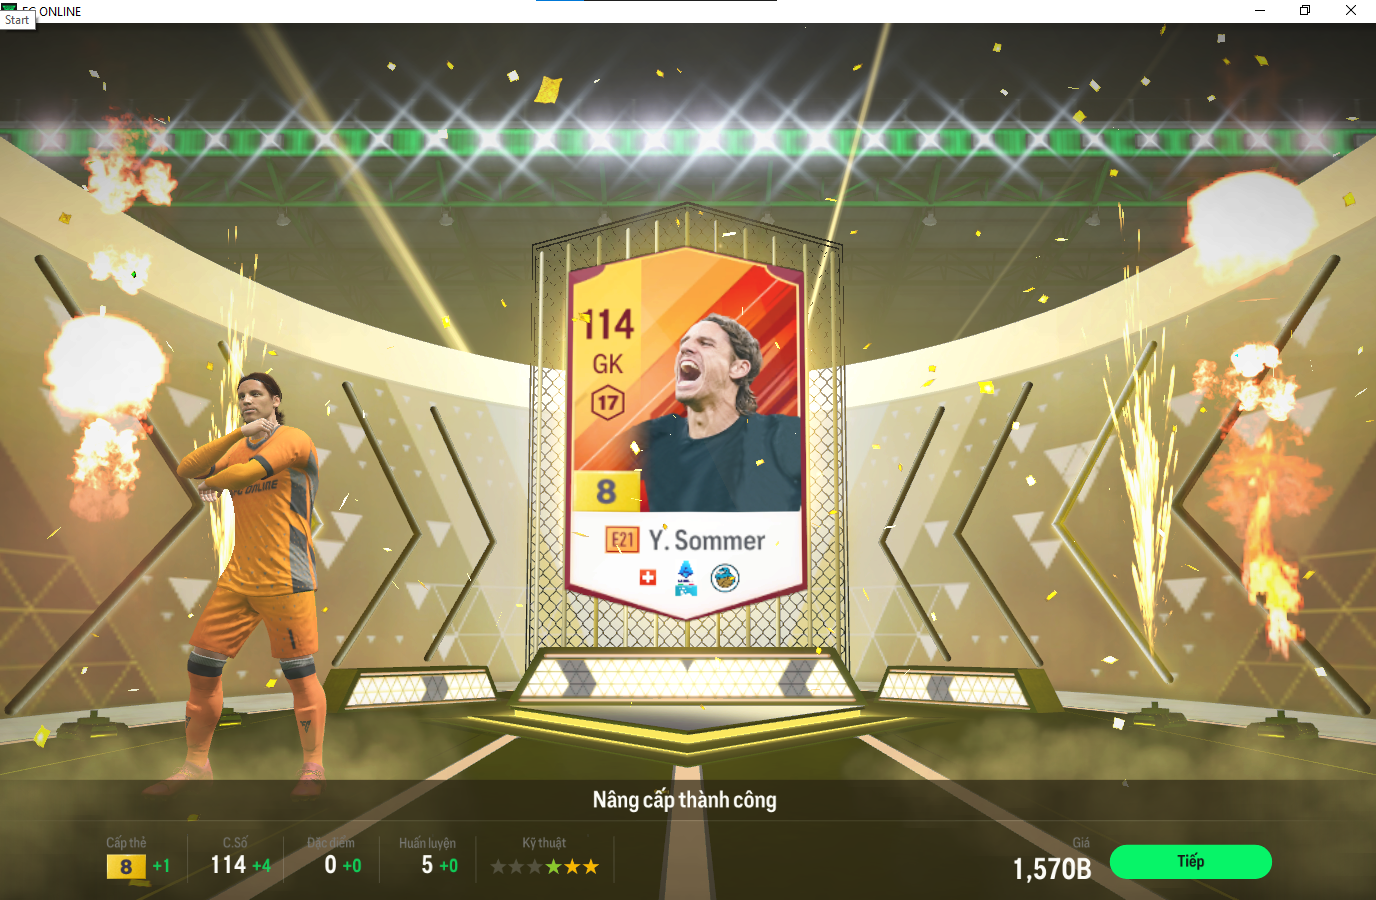 FC ONLINE
Start
114
GK
17
8
E21 Y. Sommer
Nâng cấp thành công
Cấp thẻ
8 +1
C.Số
114 +4
Đặc điểm
0 +0
Huấn luyện
5 +0
Kỹ thuật
Giá
1,570B
Tiếp